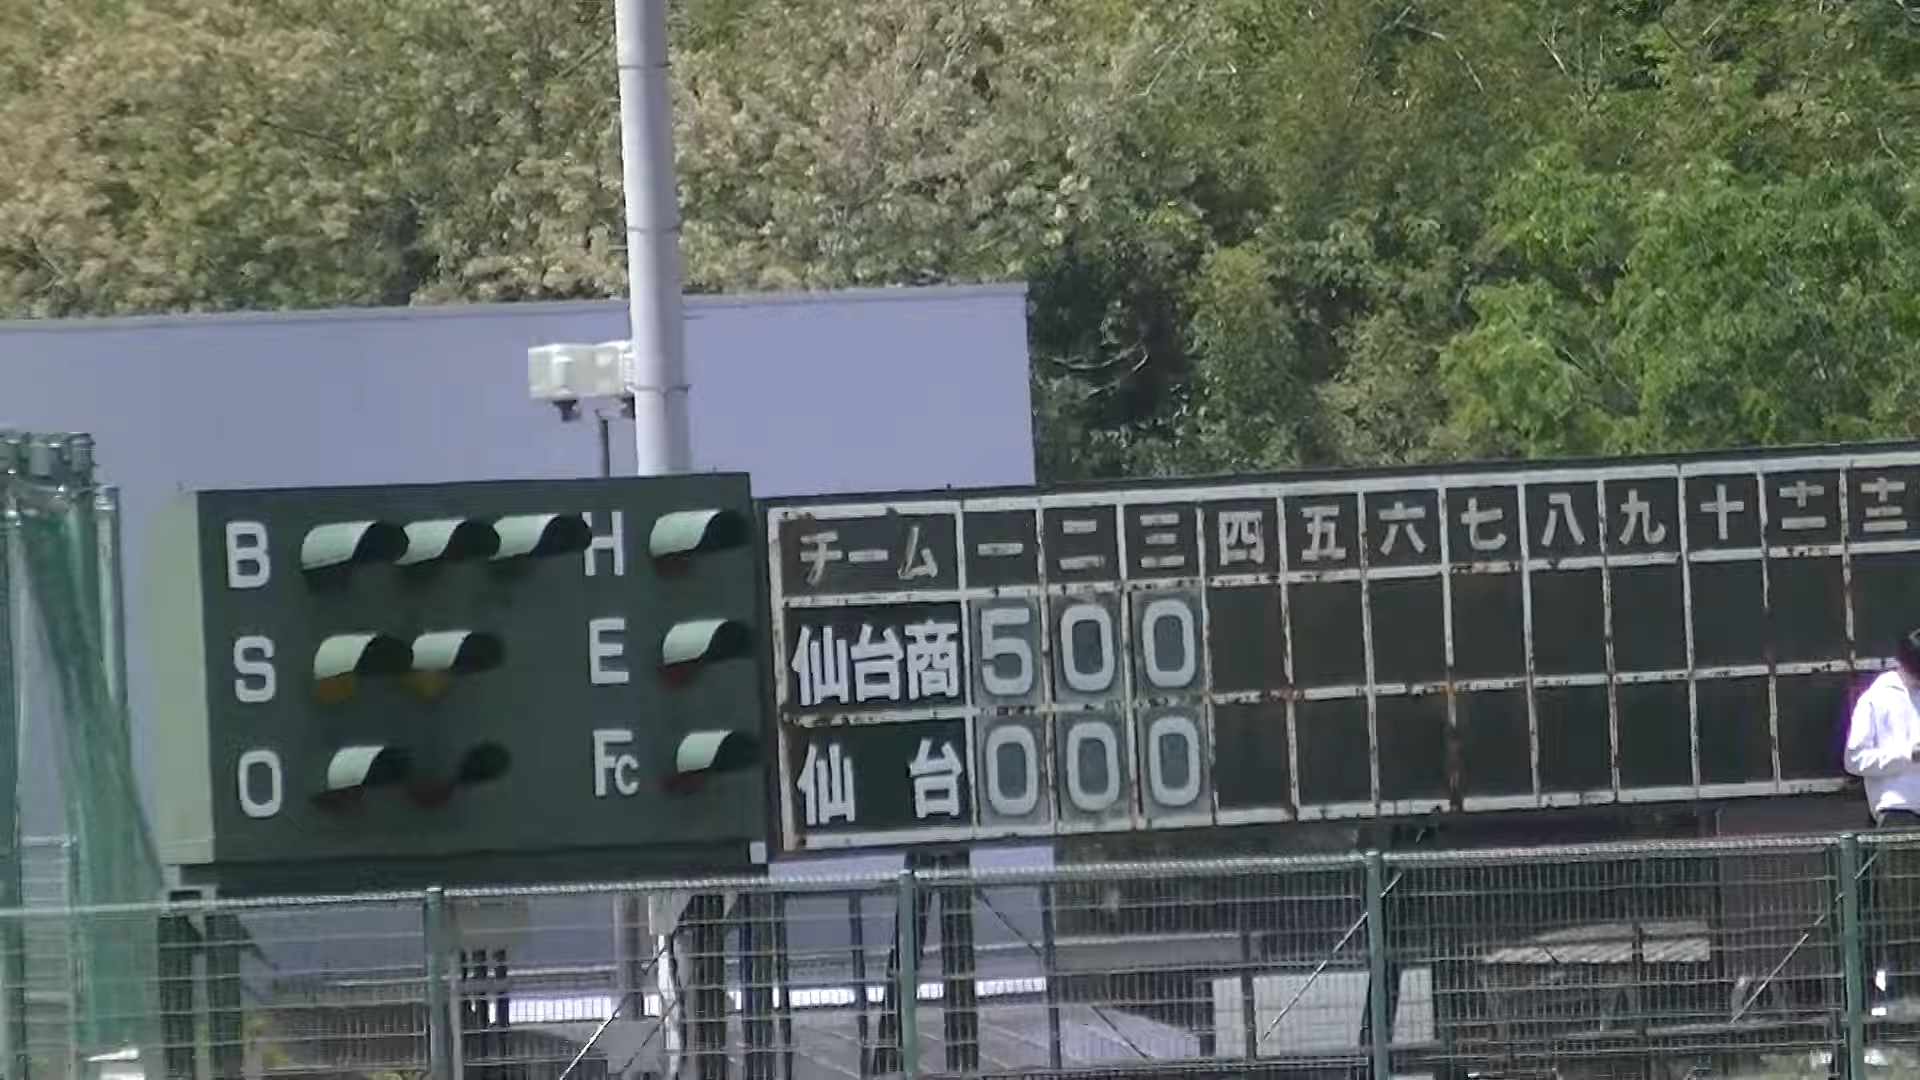 B H
S E
O Fc
チーム 一 二 三 四 五 六 七 八 九 十 十一 十二
仙台商 5 0 0
仙台 0 0 0